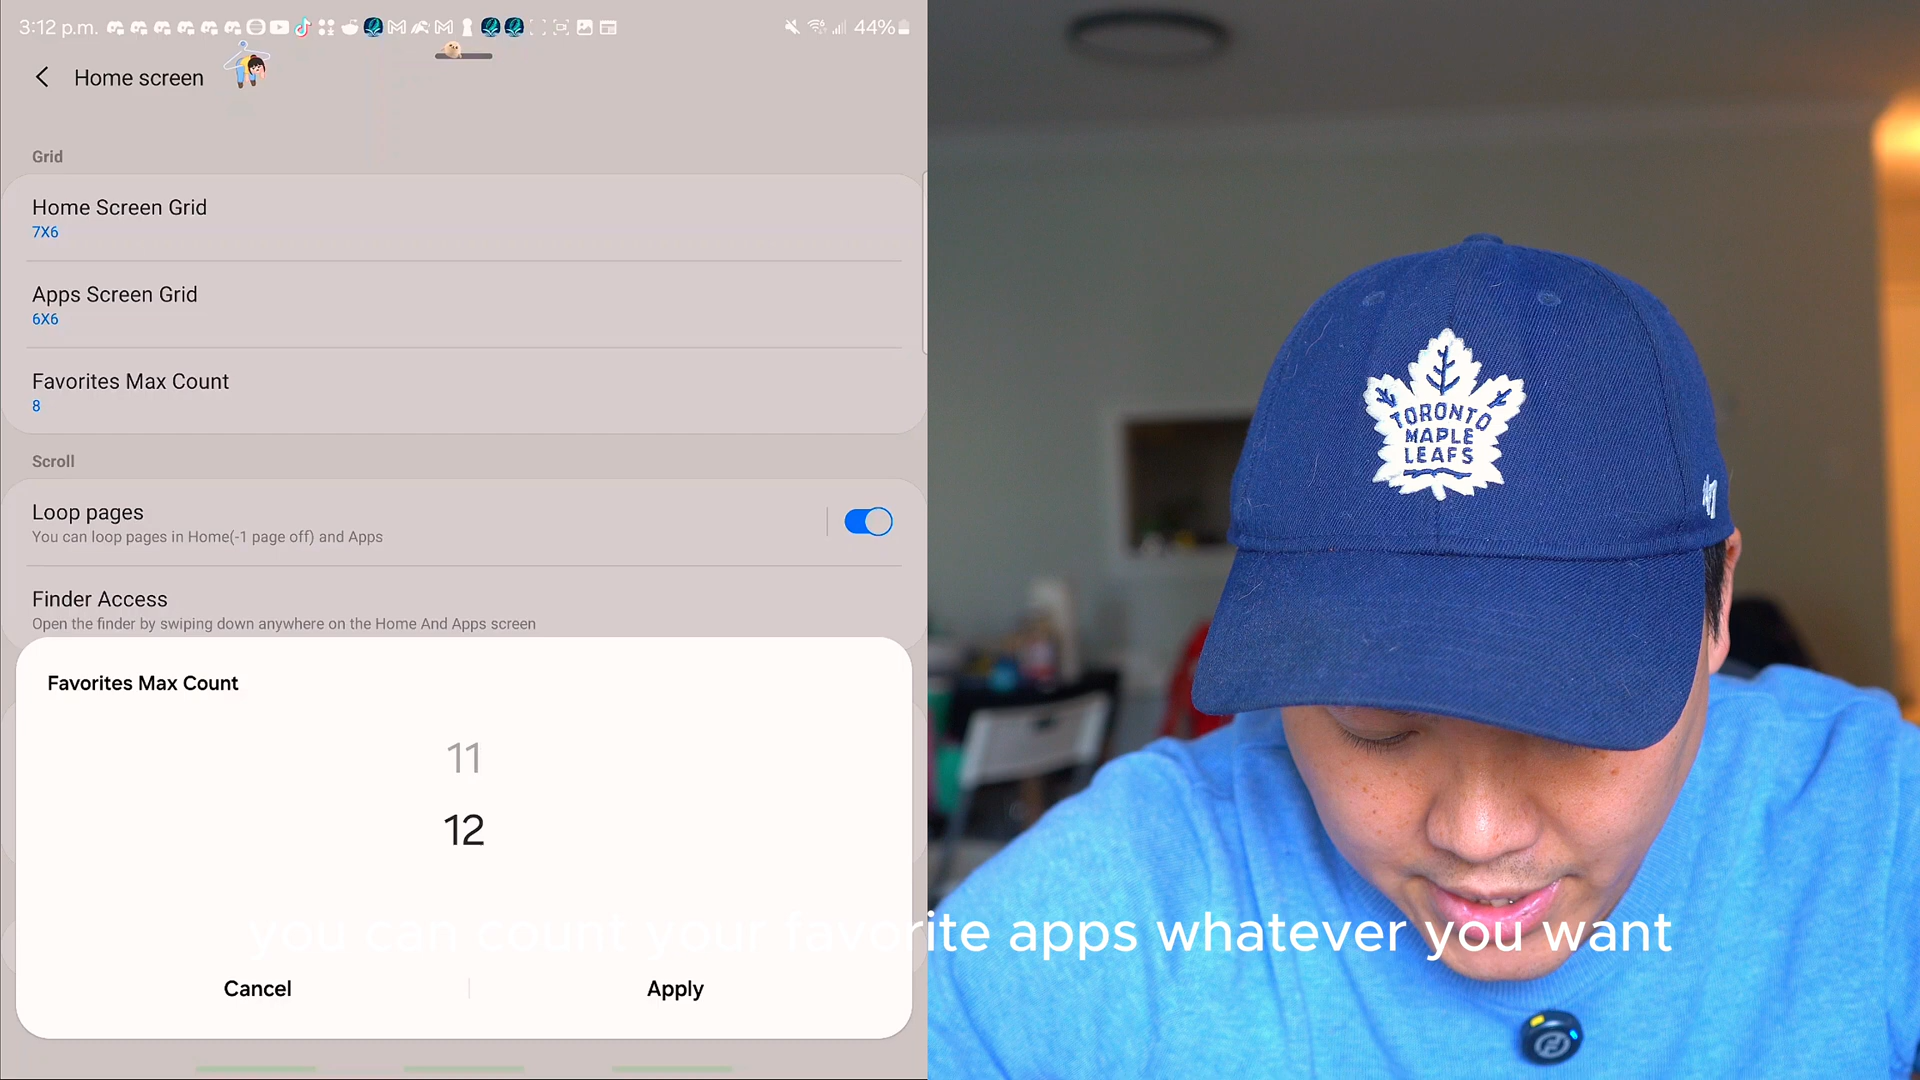 3:12 p.m.
44%
Home screen
Grid
Home Screen Grid
7X6
Apps Screen Grid
6X6
Favorites Max Count
8
Scroll
Loop pages
You can loop pages in Home(-1 page off) and Apps
Finder Access
Open the finder by swiping down anywhere on the Home And Apps screen
Favorites Max Count
11
12
you can count your favorite apps whatever you want
Cancel
Apply
TORONTO
MAPLE
LEAFS
47